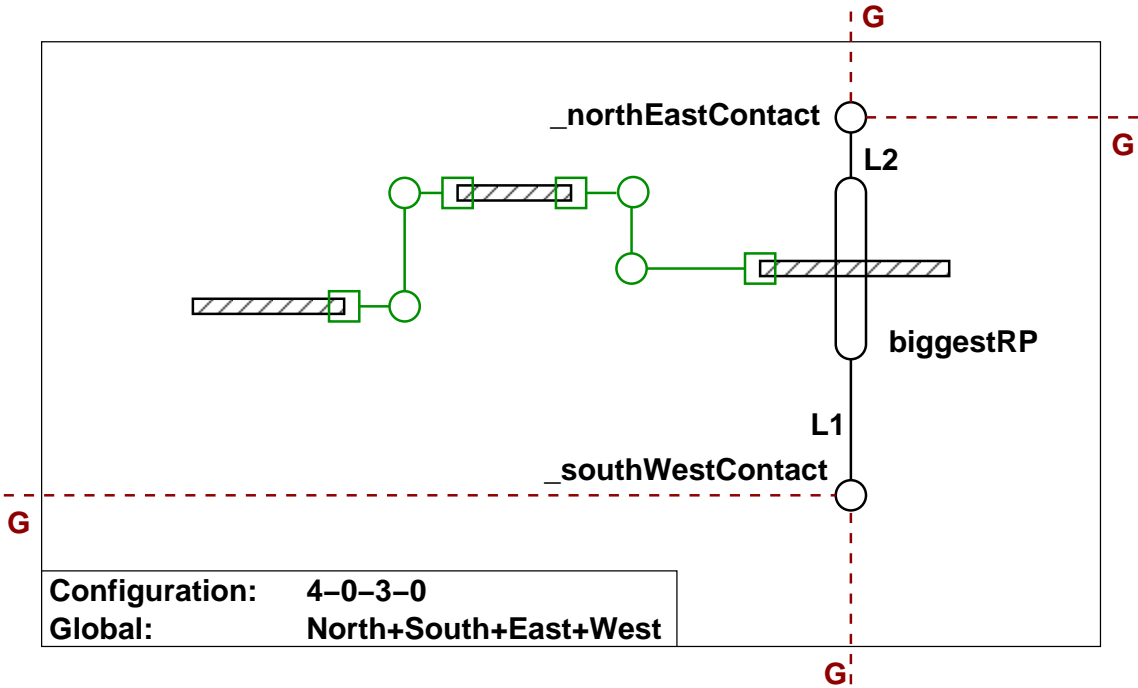 G
_northEastContact
G
L2
biggestRP
L1
_southWestContact
G
Configuration: 4−0−3−0
Global: North+South+East+West
G